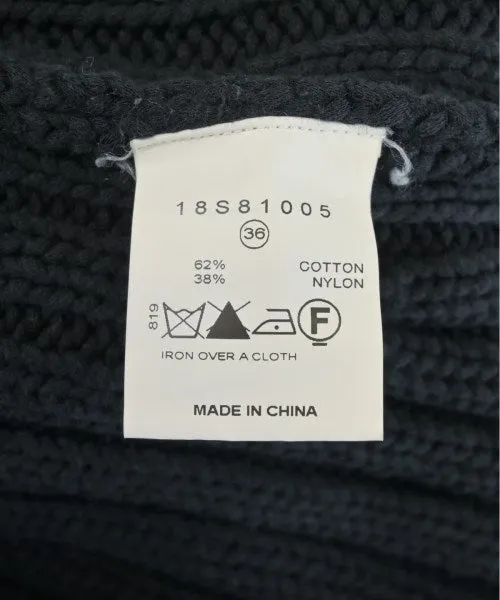 18S81005
36
62% COTTON
38% NYLON
819
F
IRON OVER A CLOTH
MADE IN CHINA